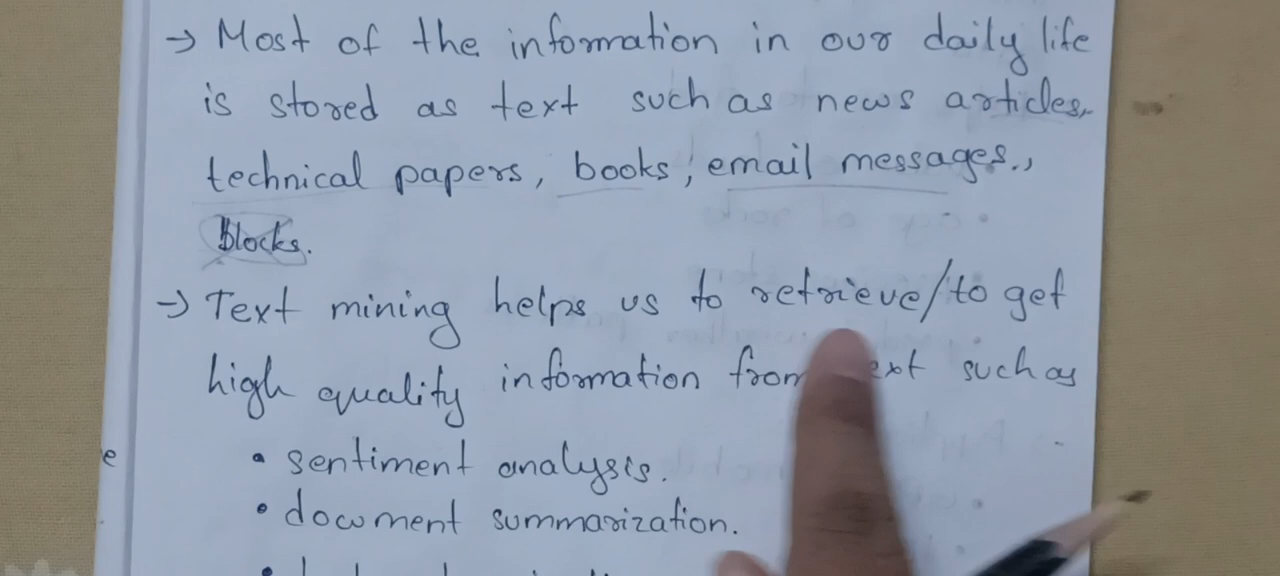 → Most of the information in our daily life
is stored as text such as news articles,
technical papers, books, email messages.,
Blocks.
→ Text mining helps us to retrieve/to get
high quality information from text such as
• sentiment analysis.
• document summarization.
e